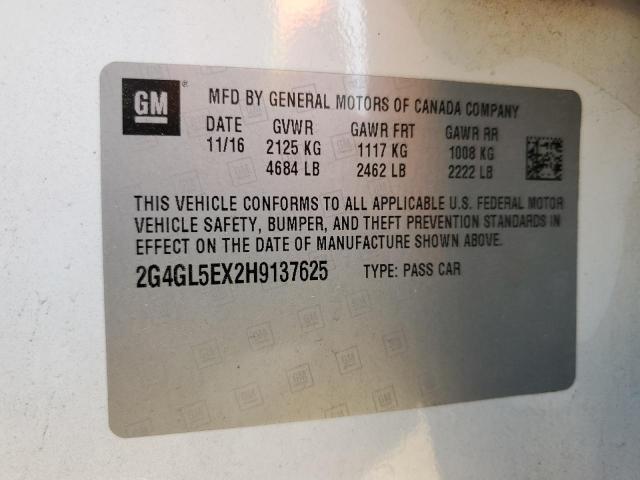 GM ® MFD BY GENERAL MOTORS OF CANADA COMPANY
DATE GVWR GAWR FRT GAWR RR
11/16 2125 KG 1117 KG 1008 KG
4684 LB 2462 LB 2222 LB
THIS VEHICLE CONFORMS TO ALL APPLICABLE U.S. FEDERAL MOTOR
VEHICLE SAFETY, BUMPER, AND THEFT PREVENTION STANDARDS IN
EFFECT ON THE DATE OF MANUFACTURE SHOWN ABOVE.
2G4GL5EX2H9137625 TYPE: PASS CAR